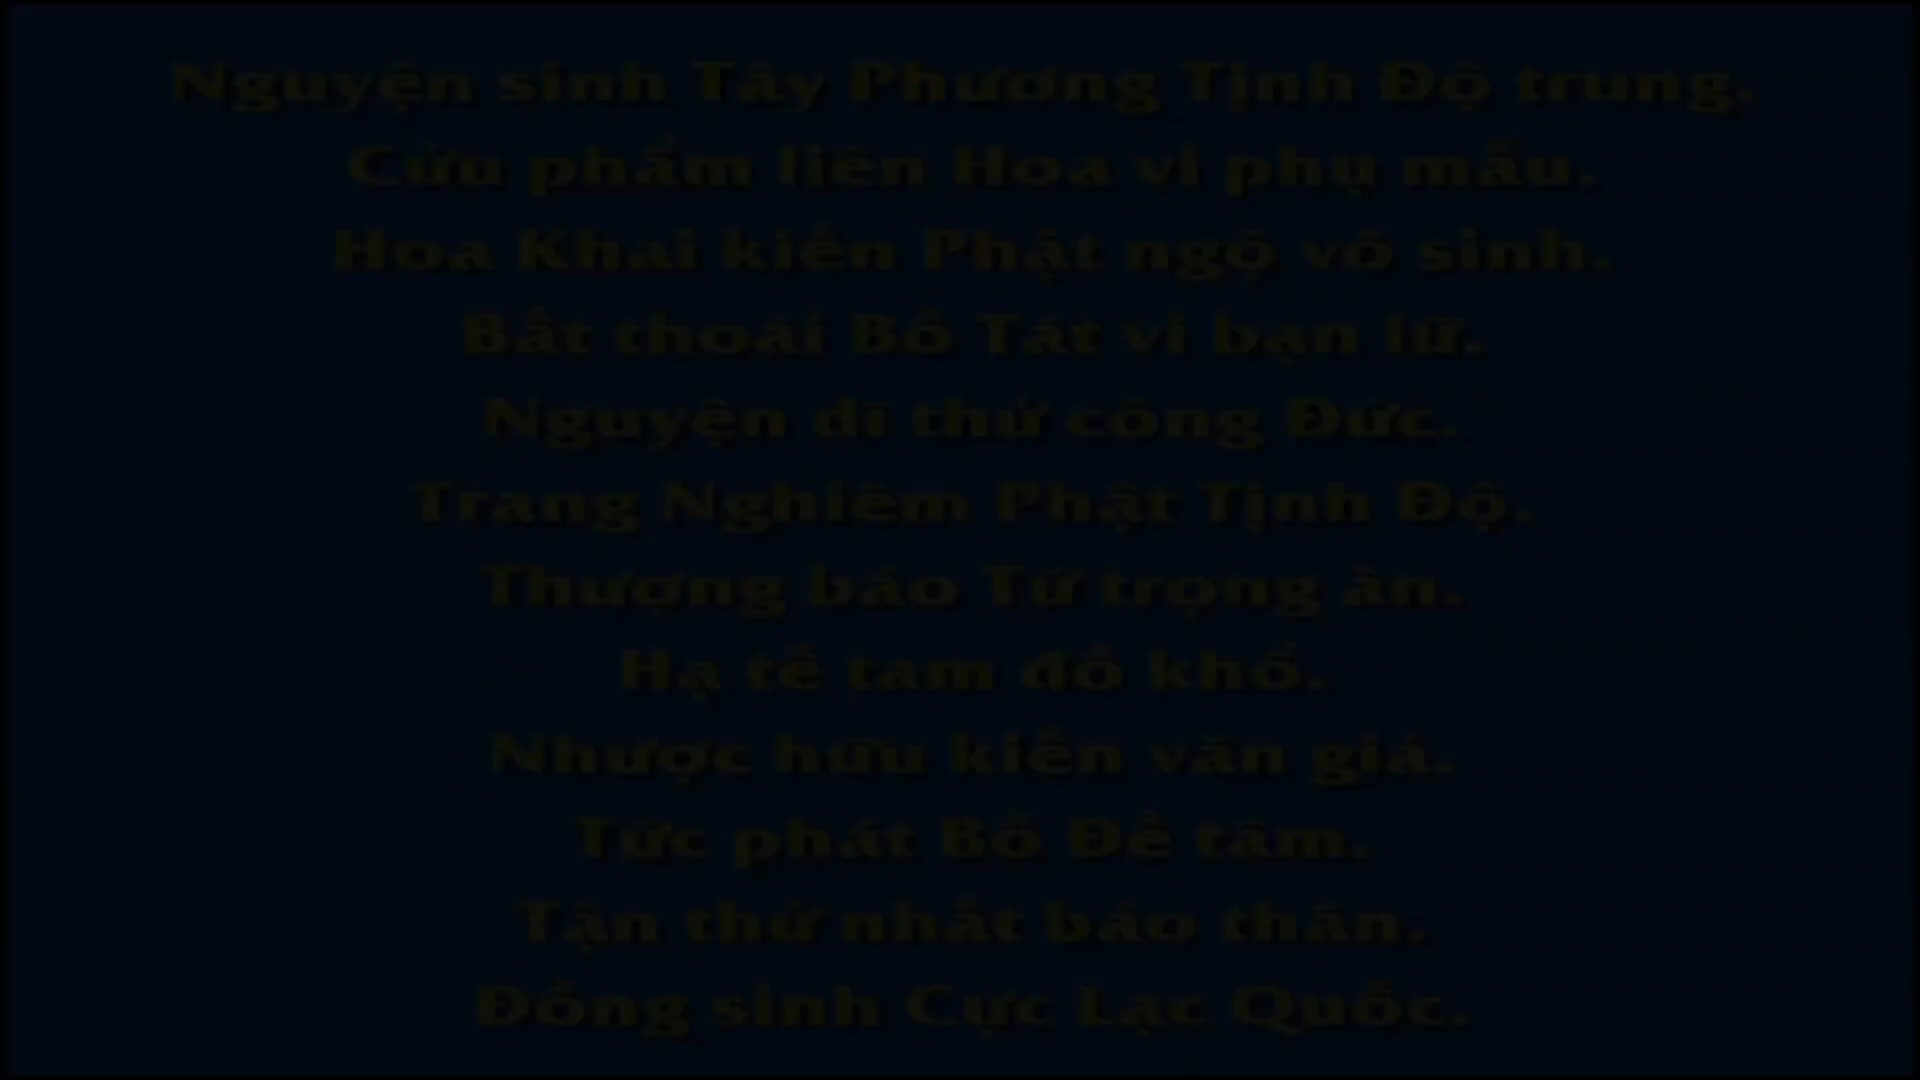 Nguyện sinh Tây Phương Tịnh Độ trung.
Cửu phẩm liên Hoa vi phụ mẫu.
Hoa Khai kiến Phật ngộ vô sinh.
Bất thoái Bồ Tát vi bạn lữ.
Nguyện dĩ thử công Đức.
Trang Nghiêm Phật Tịnh Độ.
Thượng báo Tứ trọng ân.
Hạ tế tam đồ khổ.
Nhược hữu kiến văn giả.
Tức phát Bồ Đề tâm.
Tận thử nhất báo thân.
Đồng sinh Cực Lạc Quốc.